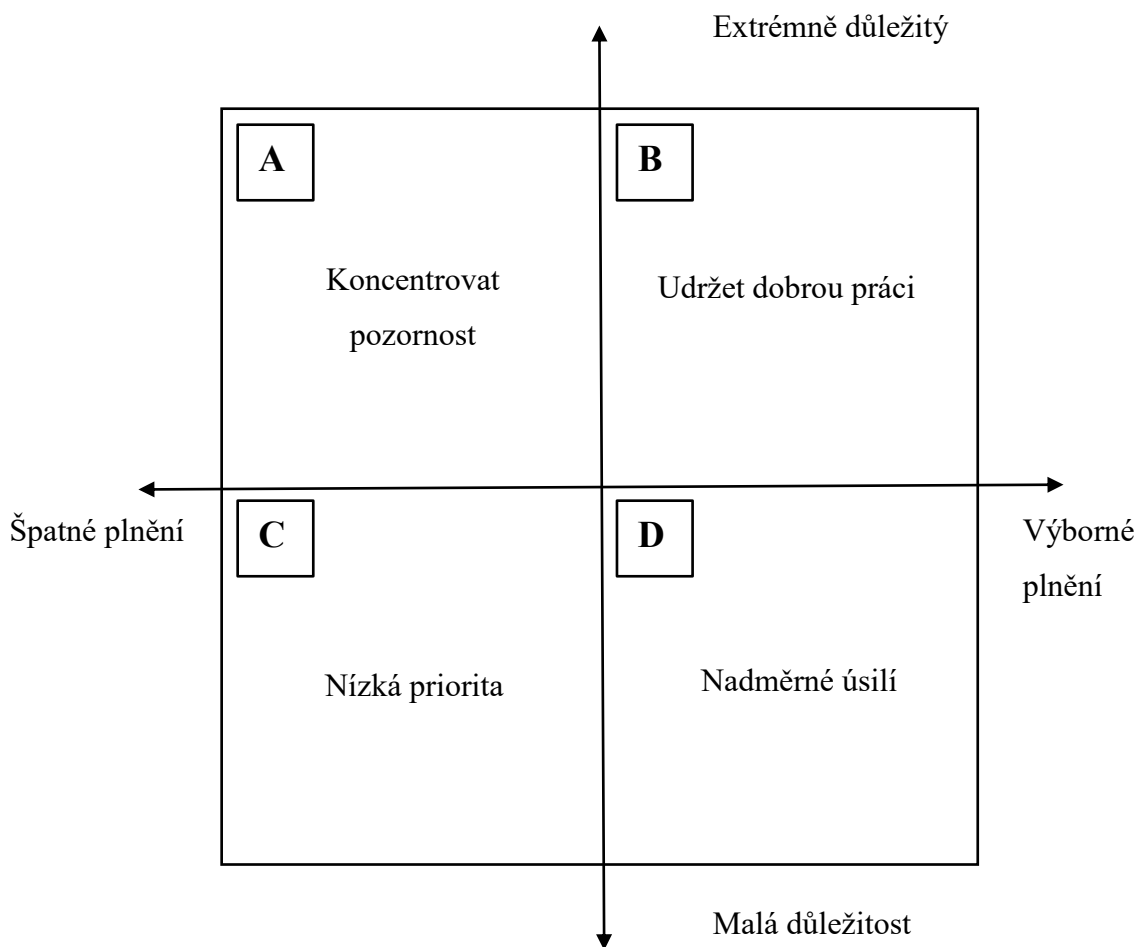 Extrémně důležitý
A
B
Koncentrovat
pozornost
Udržet dobrou práci
Špatné plnění
C
D
Výborné
plnění
Nízká priorita
Nadměrné úsilí
Malá důležitost